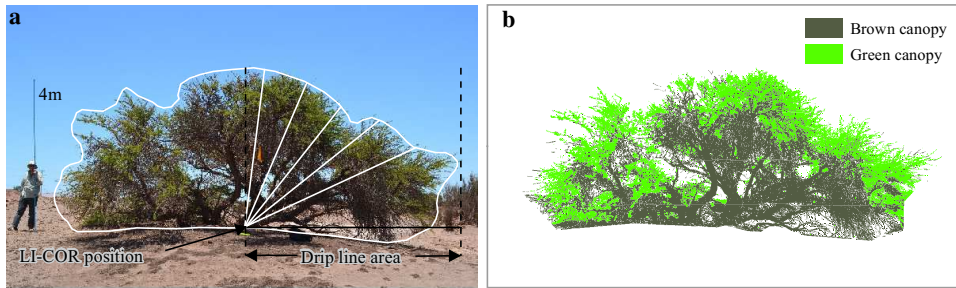 a
4m
LI-COR position
Drip line area
b
Brown canopy
Green canopy